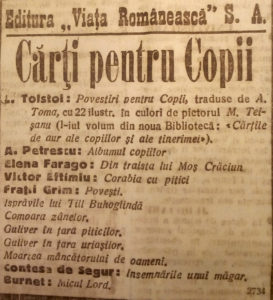 Editura „Viața Românească" S. A.
Cărți pentru Copii
L. Tolstoi: Povestiri pentru Copii, traduse de A.
Toma, cu 22 ilustr. în culori de pictorul M. Tei-
șanu (I-iul volum din noua Bibliotecă: «Cărțile
de aur ale copiilor și ale tinerimei»).
A. Petrescu: Albumul copiilor
Elena Farago: Din traista lui Moș Crăciun
Victor Eftimiu: Corabia cu pitici
Frații Grim: Povești.
Isprăvile lui Till Buhoglindă
Comoara zânelor.
Guliver în țara piticilor.
Guliver în țara uriașilor.
Moartea mâncătorului de oameni.
Contesa de Segur: Însemnările unui măgar.
Burnet: Micul Lord.
2734